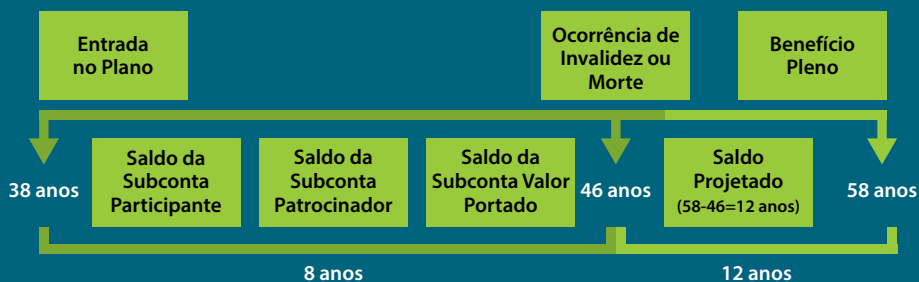 Entrada
no Plano
Ocorrência de
Invalidez ou
Morte
Benefício
Pleno
38 anos
Saldo da
Subconta
Participante
Saldo da
Subconta
Patrocinador
Saldo da
Subconta Valor
Portado
46 anos
Saldo
Projetado
(58-46=12 anos)
58 anos
8 anos
12 anos